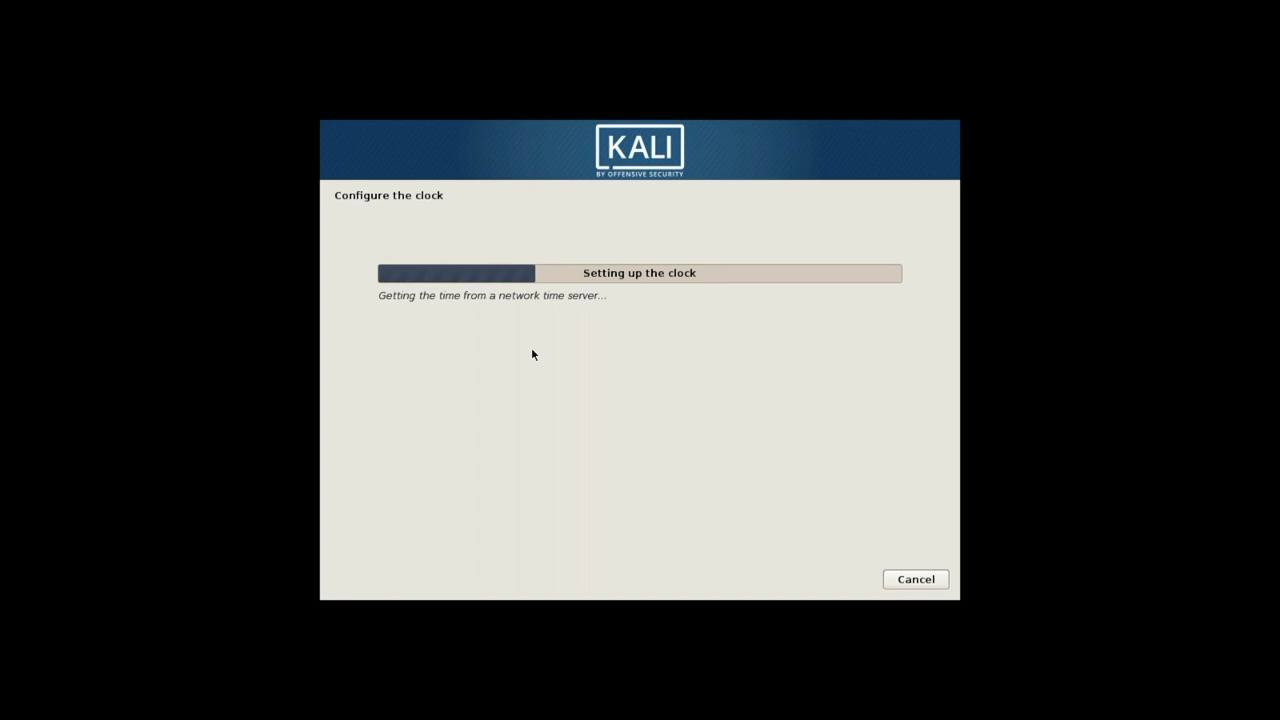 KALI
BY OFFENSIVE SECURITY
Configure the clock
Setting up the clock
Getting the time from a network time server...
Cancel